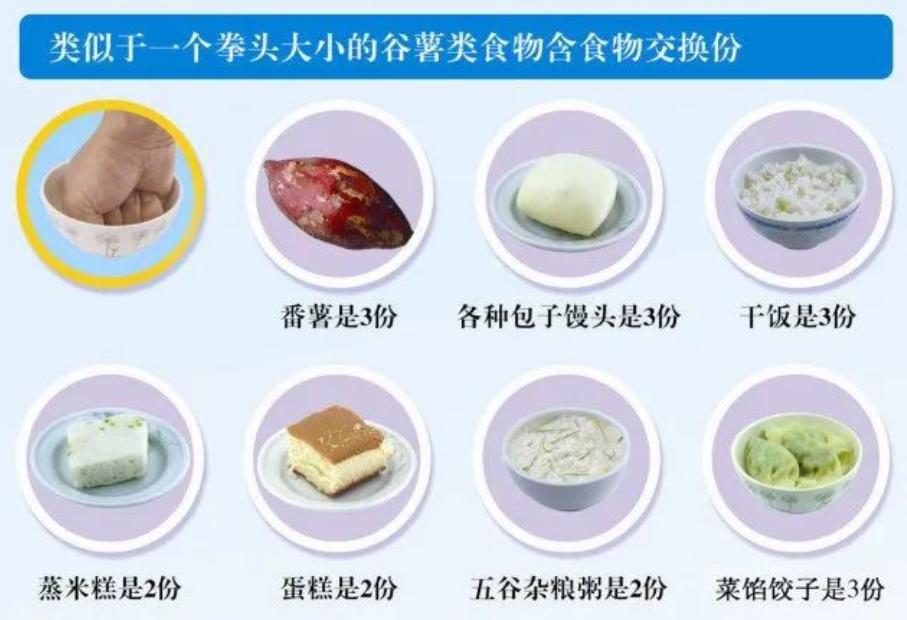 类似于一个拳头大小的谷薯类食物含食物交换份
番薯是3份
各种包子馒头是3份
干饭是3份
蒸米糕是2份
蛋糕是2份
五谷杂粮粥是2份
菜馅饺子是3份